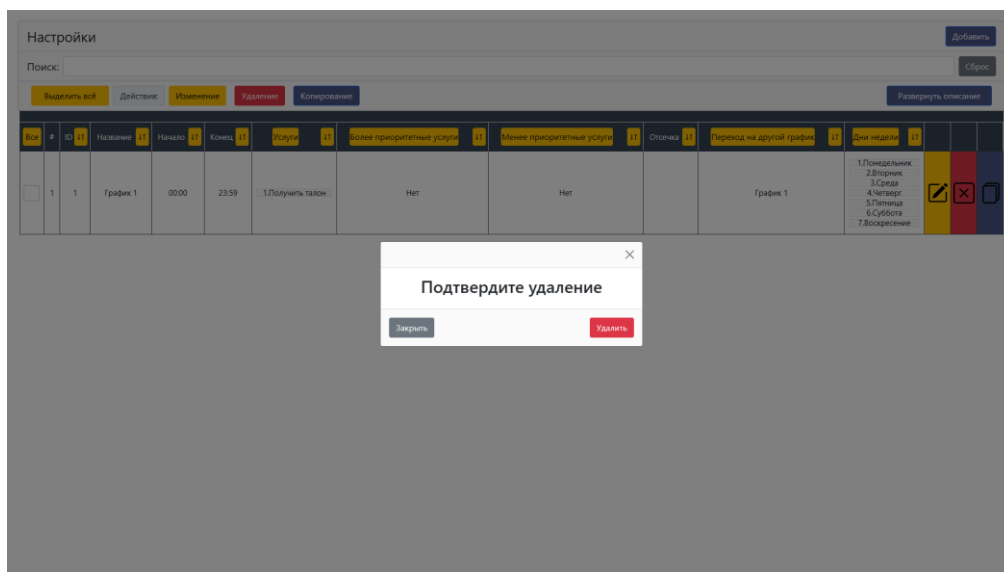 Настройки
Добавить
Поиск:
Сброс
Выделить всё Действия: Изменение Удаление Копирование Развернуть описание
Все # ID Название Начало Конец Услуги Более приоритетные услуги Менее приоритетные услуги Отсечка Переход на другой график Дни недели
1 1 График 1 00:00 23:59 1.Получить талон Нет Нет График 1
1.Понедельник
2.Вторник
3.Среда
4.Четверг
5.Пятница
6.Суббота
7.Воскресение
Подтвердите удаление
Закрыть Удалить